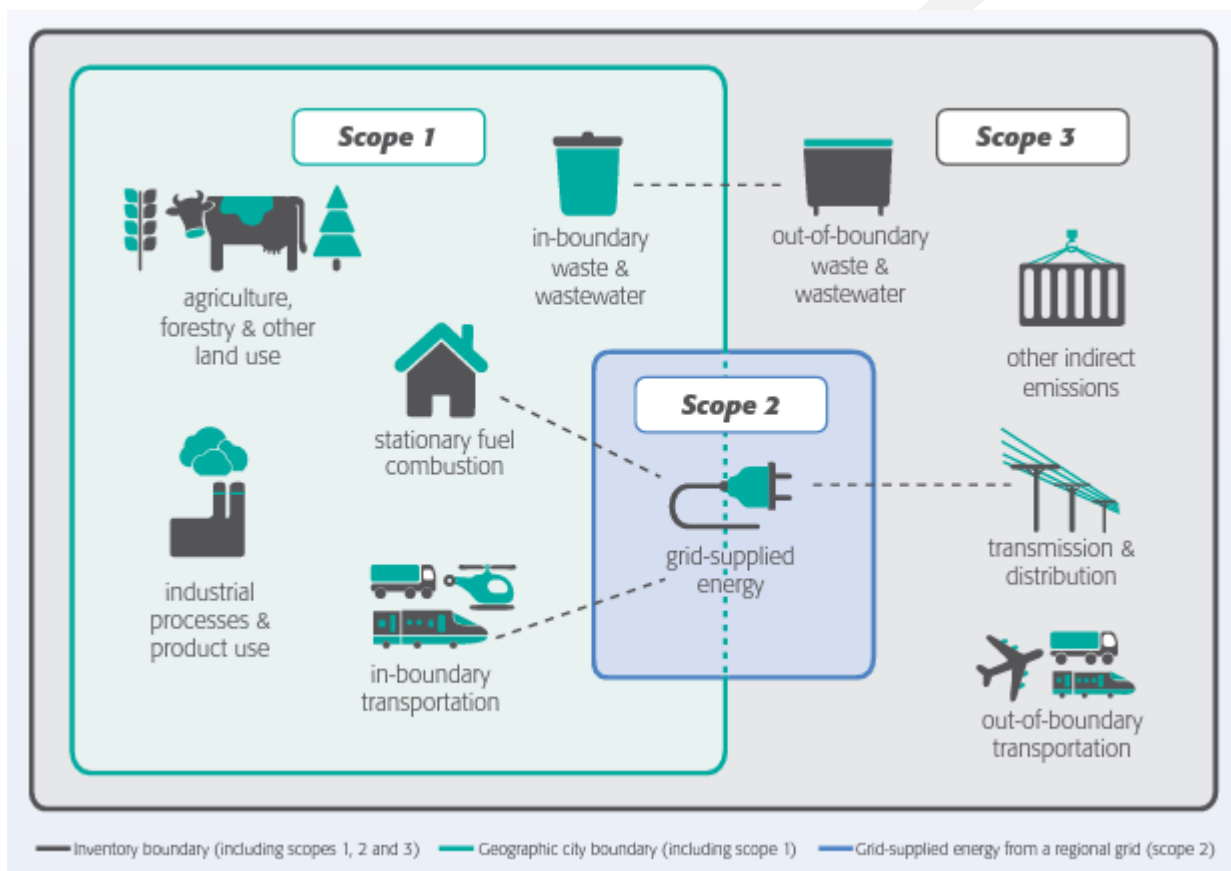 Scope 1
Scope 3
in-boundary
waste &
wastewater
out-of-boundary
waste &
wastewater
agriculture,
forestry & other
land use
other indirect
emissions
Scope 2
stationary fuel
combustion
grid-supplied
energy
transmission &
distribution
industrial
processes &
product use
in-boundary
transportation
out-of-boundary
transportation
Inventory boundary (including scopes 1, 2 and 3)
Geographic city boundary (including scope 1)
Grid-supplied energy from a regional grid (scope 2)